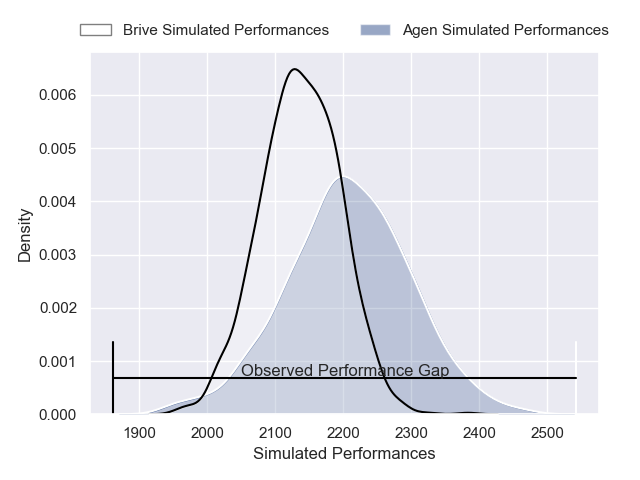 Brive Simulated Performances
Agen Simulated Performances
0.006
0.005
0.004
0.003
0.002
0.001
0.000
Density
Observed Performance Gap
1900 2000 2100 2200 2300 2400 2500
Simulated Performances